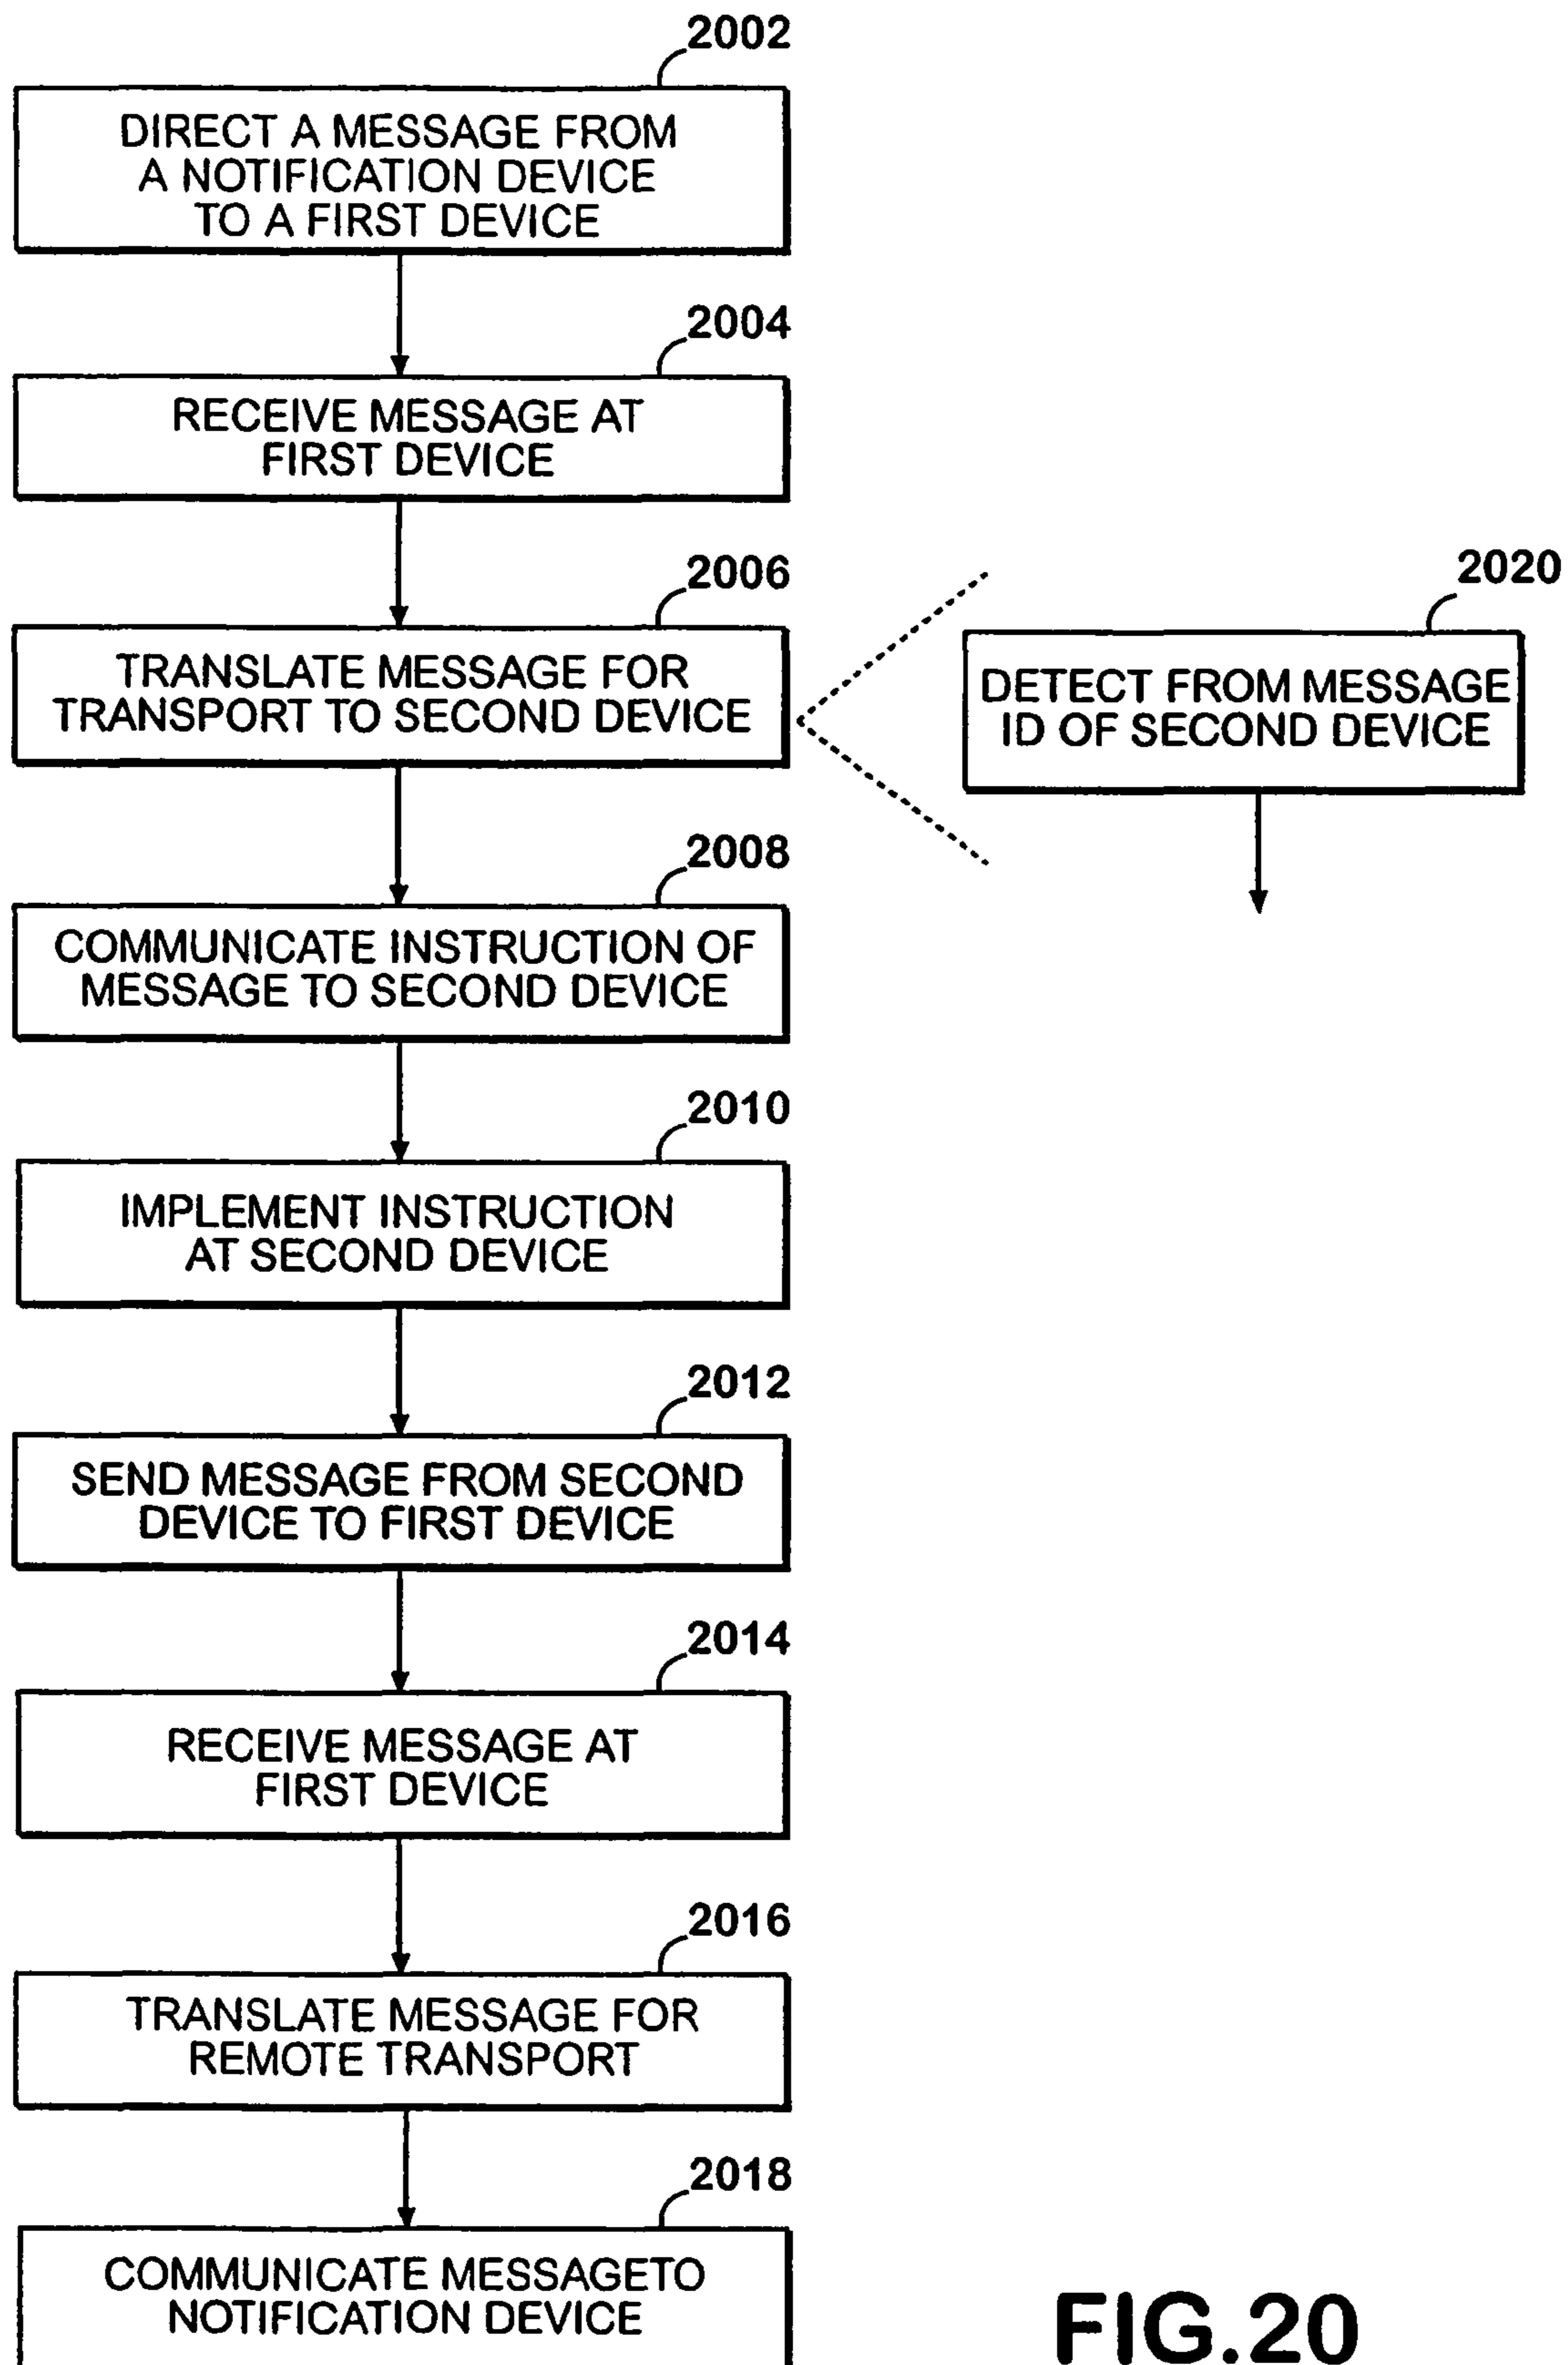 2002
DIRECT A MESSAGE FROM
A NOTIFICATION DEVICE
TO A FIRST DEVICE
2004
RECEIVE MESSAGE AT
FIRST DEVICE
2006
TRANSLATE MESSAGE FOR
TRANSPORT TO SECOND DEVICE
2020
DETECT FROM MESSAGE
ID OF SECOND DEVICE
2008
COMMUNICATE INSTRUCTION OF
MESSAGE TO SECOND DEVICE
2010
IMPLEMENT INSTRUCTION
AT SECOND DEVICE
2012
SEND MESSAGE FROM SECOND
DEVICE TO FIRST DEVICE
2014
RECEIVE MESSAGE AT
FIRST DEVICE
2016
TRANSLATE MESSAGE FOR
REMOTE TRANSPORT
2018
COMMUNICATE MESSAGETO
NOTIFICATION DEVICE
FIG.20